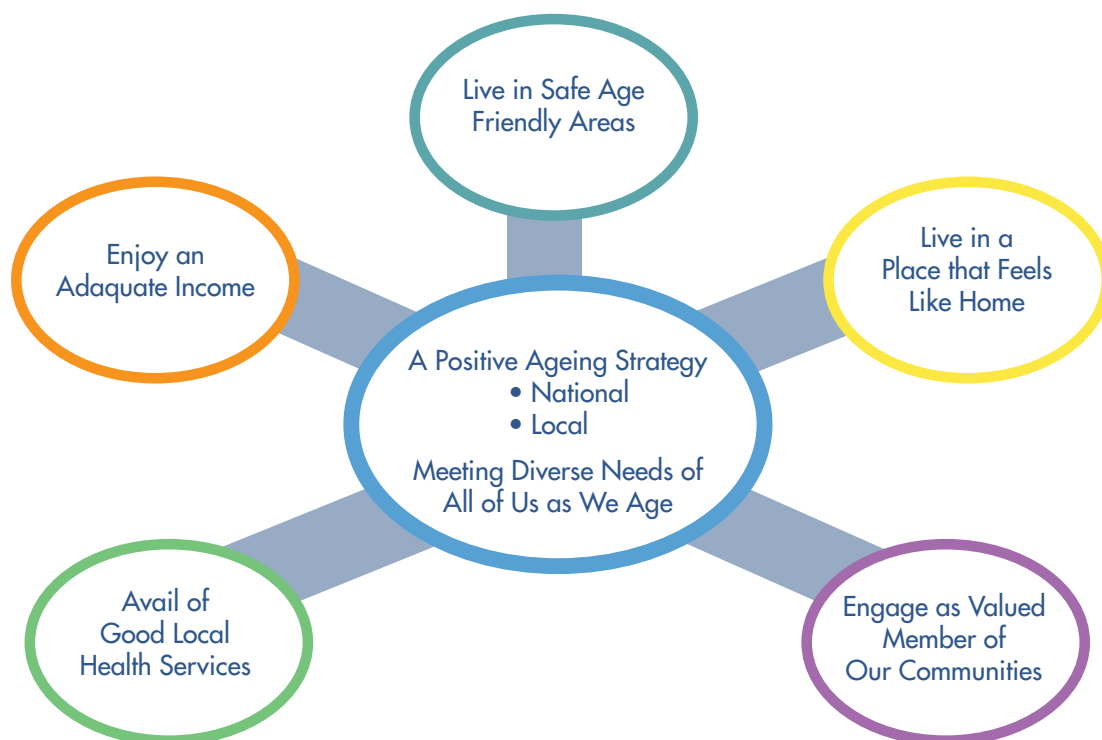 Live in Safe Age
Friendly Areas
Enjoy an
Adaquate Income
Live in a
Place that Feels
Like Home
A Positive Ageing Strategy
• National
• Local
Meeting Diverse Needs of
All of Us as We Age
Avail of
Good Local
Health Services
Engage as Valued
Member of
Our Communities